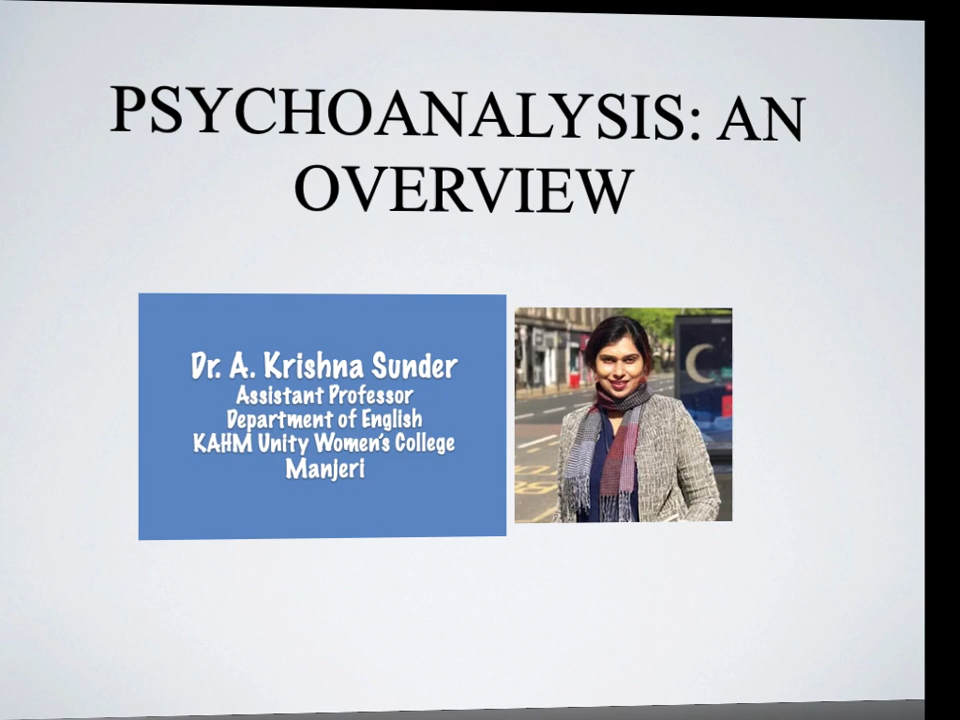 PSYCHOANALYSIS: AN
OVERVIEW
Dr. A. Krishna Sunder
Assistant Professor
Department of English
KAHM Unity Women's College
Manjeri